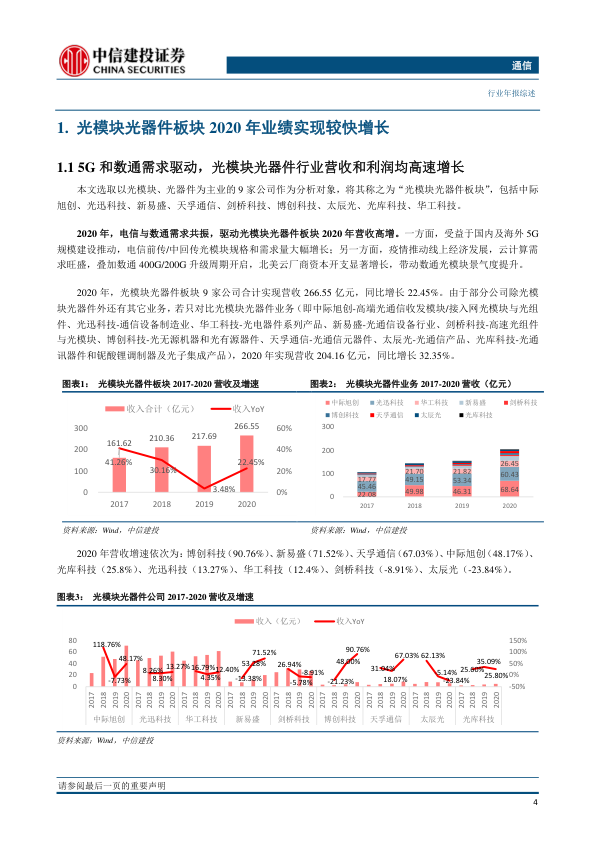 中信建投证券
CHINA SECURITIES
通信
行业年报综述
1. 光模块光器件板块 2020 年业绩实现较快增长
1.1 5G 和数通需求驱动，光模块光器件行业营收和利润均高速增长
本文选取以光模块、光器件为主业的 9 家公司作为分析对象，将其称之为“光模块光器件板块”，包括中际
旭创、光迅科技、新易盛、天孚通信、剑桥科技、博创科技、太辰光、光库科技、华工科技。
2020 年，电信与数通需求共振，驱动光模块光器件板块 2020 年营收高增。一方面，受益于国内及海外 5G
规模建设推动，电信前传/中回传光模块规格和需求量大幅增长；另一方面，疫情推动线上经济发展，云计算需
求旺盛，叠加数通 400G/200G 升级周期开启，北美云厂商资本开支显著增长，带动数通光模块景气度提升。
2020 年，光模块光器件板块 9 家公司合计实现营收 266.55 亿元，同比增长 22.45%。由于部分公司除光模
块光器件外还有其它业务，若只对比光模块光器件业务（即中际旭创-高端光通信收发模块/接入网光模块与光组
件、光迅科技-通信设备制造业、华工科技-光电器件系列产品、新易盛-光通信设备行业、剑桥科技-高速光组件
与光模块、博创科技-光无源机器和光有源器件、天孚通信-光通信元器件、太辰光-光通信产品、光库科技-光通
讯器件和铌酸锂调制器及光子集成产品），2020 年实现营收 204.16 亿元，同比增长 32.35%。
图表1： 光模块光器件板块 2017-2020 营收及增速
收入合计（亿元） 收入YoY
300 266.55 60%
161.62 210.36 217.69
200 40%
41.26% 30.16% 22.45%
100 20%
3.48%
0 0%
2017 2018 2019 2020
资料来源：Wind，中信建投
图表2： 光模块器件业务 2017-2020 营收（亿元）
中际旭创 光迅科技 华工科技 新易盛 剑桥科技
博创科技 天孚通信 太辰光 光库科技
300
200
100
0
17.77 21.70 21.82 26.45
45.46 49.15 53.34 60.43
22.08 49.98 46.31 68.64
2017 2018 2019 2020
资料来源：Wind，中信建投
2020 年营收增速依次为：博创科技（90.76%）、新易盛（71.52%）、天孚通信（67.03%）、中际旭创（48.17%）、
光库科技（25.8%）、光迅科技（13.27%）、华工科技（12.4%）、剑桥科技（-8.91%）、太辰光（-23.84%）。
图表3： 光模块光器件公司 2017-2020 营收及增速
收入（亿元） 收入YoY
80 60 40 20 0
150% 100% 50% 0% -50%
118.76% -7.73% 48.17% 8.26% 8.30% 13.27% 16.79% 4.35% 12.40% -13.38% 53.28% 71.52% 26.94% -5.78% -8.91% -21.23% 48.00% 90.76% 31.04% 18.07% 67.03% 62.13% 5.14% -23.84% 25.80% 35.09% 25.80%
2017 2018 2019 2020 2017 2018 2019 2020 2017 2018 2019 2020 2017 2018 2019 2020 2017 2018 2019 2020 2017 2018 2019 2020 2017 2018 2019 2020 2017 2018 2019 2020 2017 2018 2019 2020
中际旭创 光迅科技 华工科技 新易盛 剑桥科技 博创科技 天孚通信 太辰光 光库科技
资料来源：Wind，中信建投
请参阅最后一页的重要声明
4